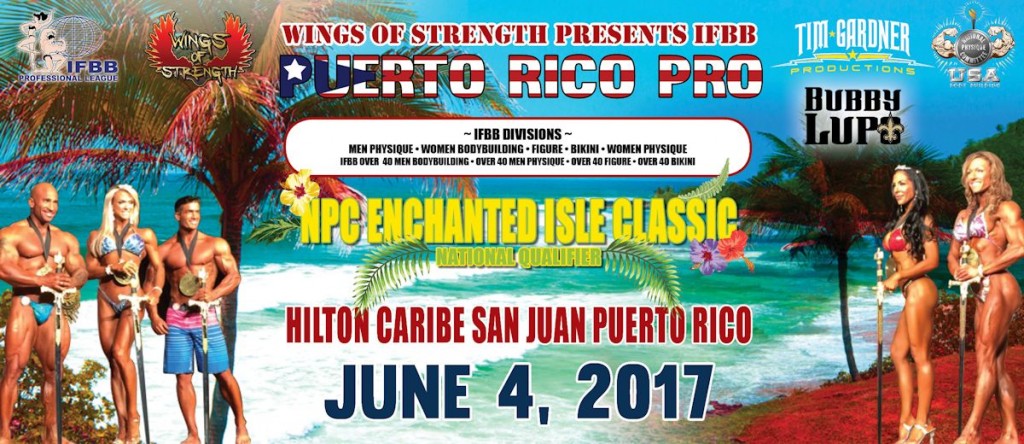 IFBB
PROFESSIONAL LEAGUE
WINGS
OF
STRENGTH
WINGS OF STRENGTH PRESENTS IFBB
PUERTO RICO PRO
TIM GARDNER
PRODUCTIONS
NATIONAL
PHYSIQUE
COMMITTEE
USA
BUBBY
LUPO
~ IFBB DIVISIONS ~
MEN PHYSIQUE • WOMEN BODYBUILDING • FIGURE • BIKINI • WOMEN PHYSIQUE
IFBB OVER 40 MEN BODYBUILDING • OVER 40 MEN PHYSIQUE • OVER 40 FIGURE • OVER 40 BIKINI
NPC ENCHANTED ISLE CLASSIC
NATIONAL QUALIFIER
HILTON CARIBE SAN JUAN PUERTO RICO
JUNE 4, 2017